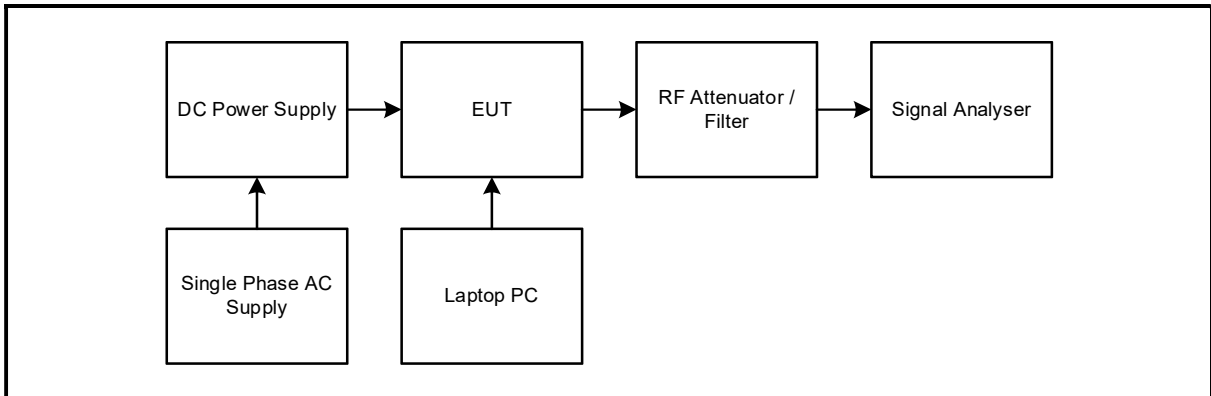 DC Power Supply
EUT
RF Attenuator /
Filter
Signal Analyser
Single Phase AC
Supply
Laptop PC